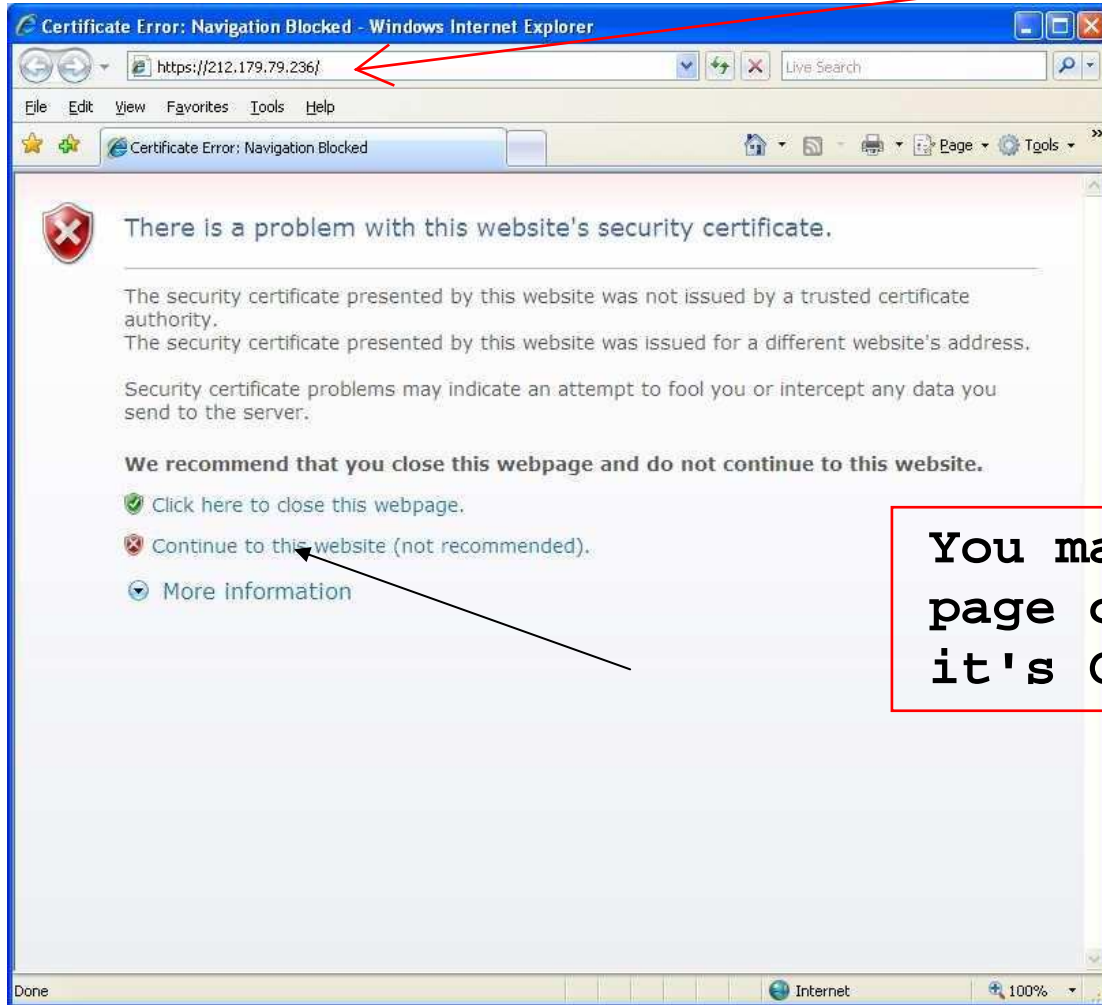 Certificate Error: Navigation Blocked - Windows Internet Explorer
https://212.179.79.236/
Live Search
File Edit View Favorites Tools Help
Certificate Error: Navigation Blocked
Page Tools
There is a problem with this website's security certificate.
The security certificate presented by this website was not issued by a trusted certificate
authority.
The security certificate presented by this website was issued for a different website's address.
Security certificate problems may indicate an attempt to fool you or intercept any data you
send to the server.
We recommend that you close this webpage and do not continue to this website.
Click here to close this webpage.
Continue to this website (not recommended).
More information
You
page
it's
Done
Internet
100%